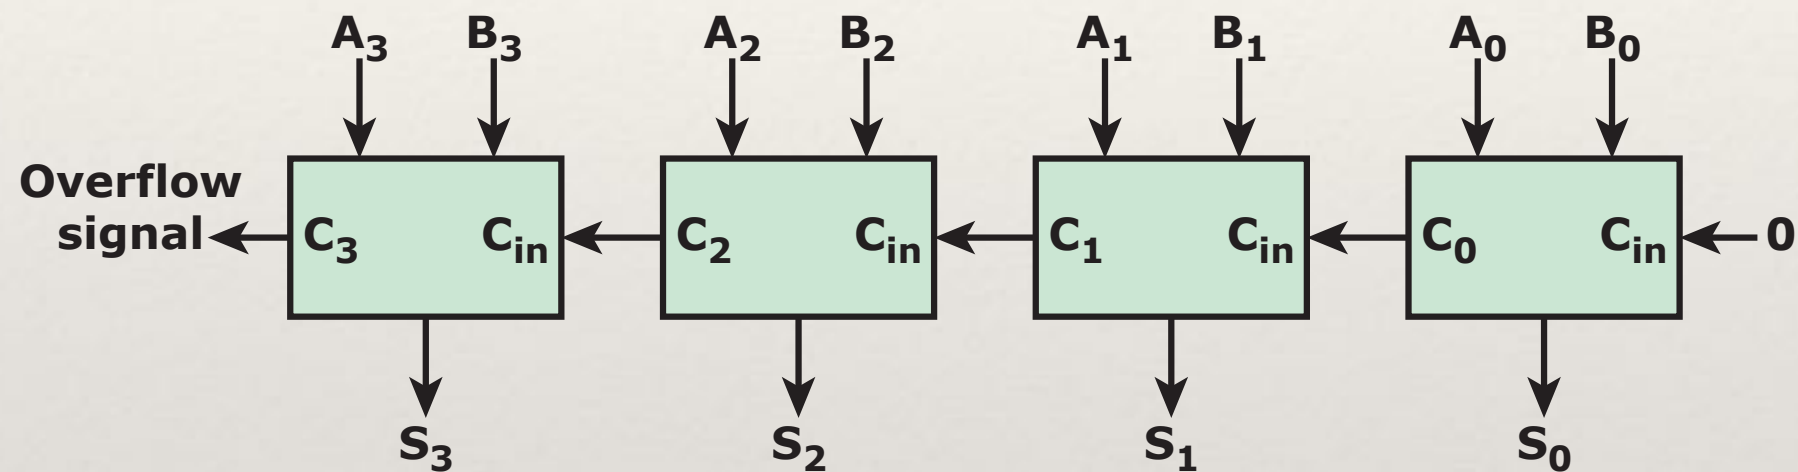 A₃ B₃ A₂ B₂ A₁ B₁ A₀ B₀
Overflow
signal C₃ Cᵢₙ C₂ Cᵢₙ C₁ Cᵢₙ C₀ Cᵢₙ 0
S₃ S₂ S₁ S₀